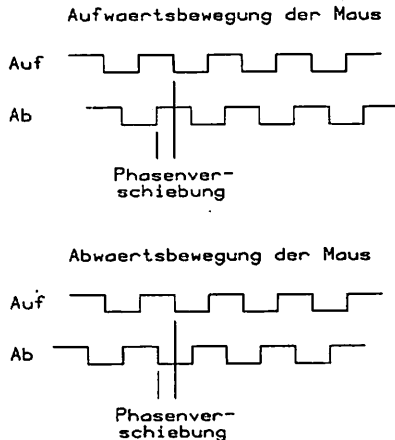 Aufwaertsbewegung der Maus
Auf
Ab
Phasenver-
schiebung
Abwaertsbewegung der Maus
Auf
Ab
Phasenver-
schiebung